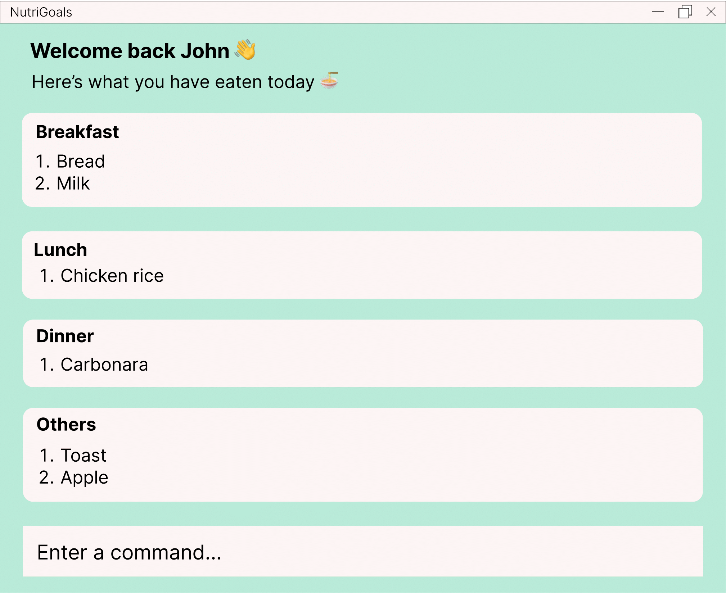 NutriGoals
Welcome back John 👋
Here’s what you have eaten today 🍜
Breakfast
1. Bread
2. Milk
Lunch
1. Chicken rice
Dinner
1. Carbonara
Others
1. Toast
2. Apple
Enter a command...